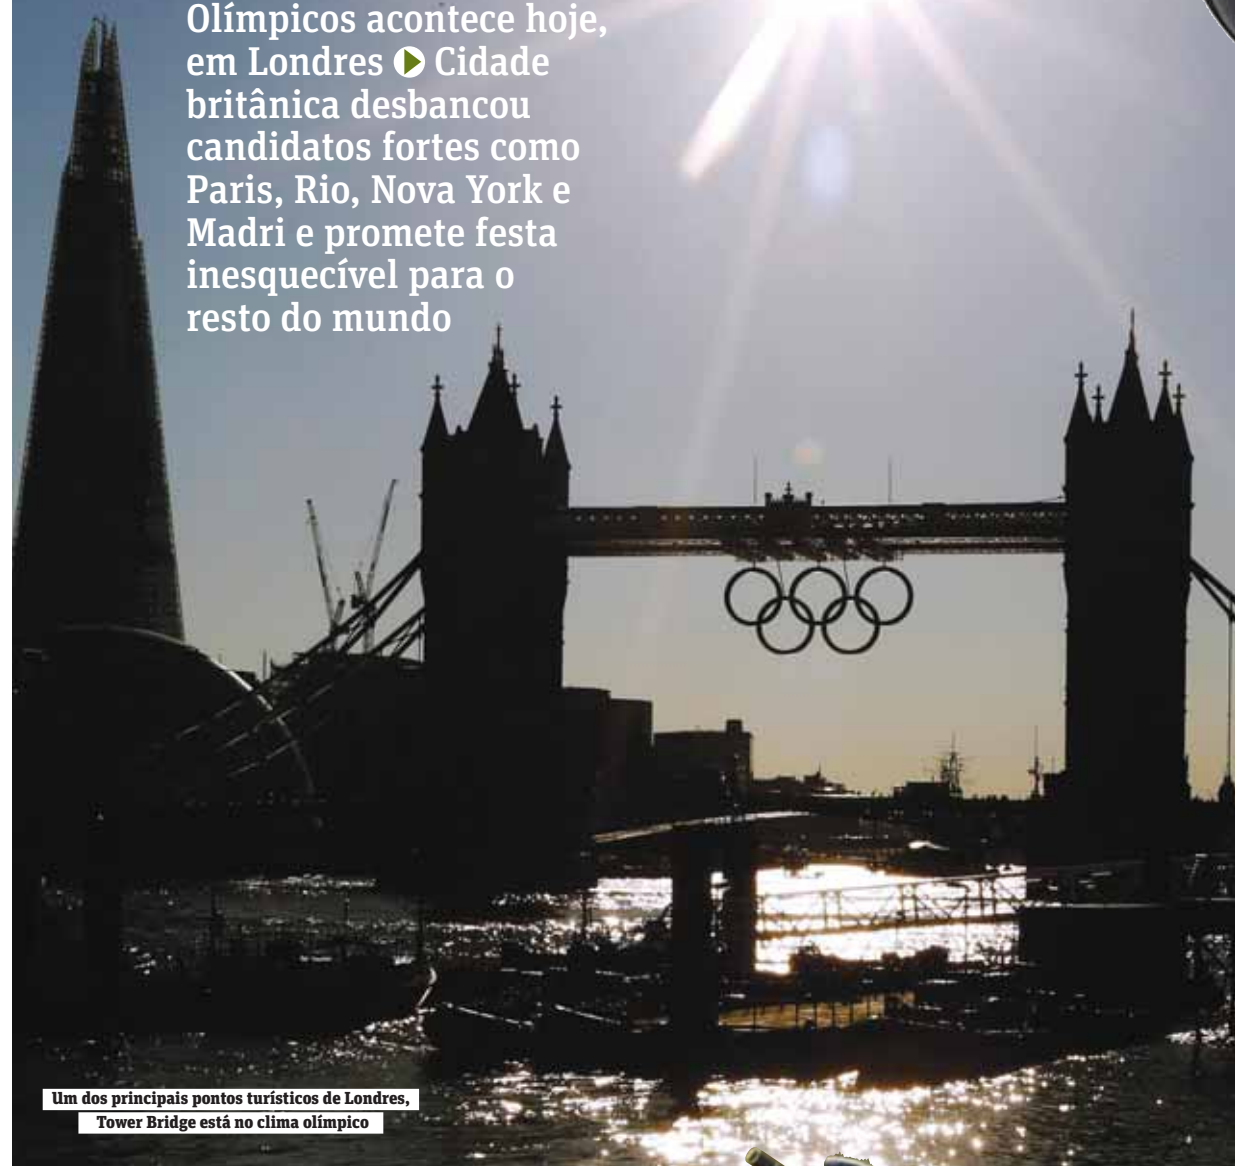 Olímpicos acontece hoje,
em Londres Cidade
britânica desbancou
candidatos fortes como
Paris, Rio, Nova York e
Madri e promete festa
inesquecível para o
resto do mundo
Um dos principais pontos turísticos de Londres,
Tower Bridge está no clima olímpico